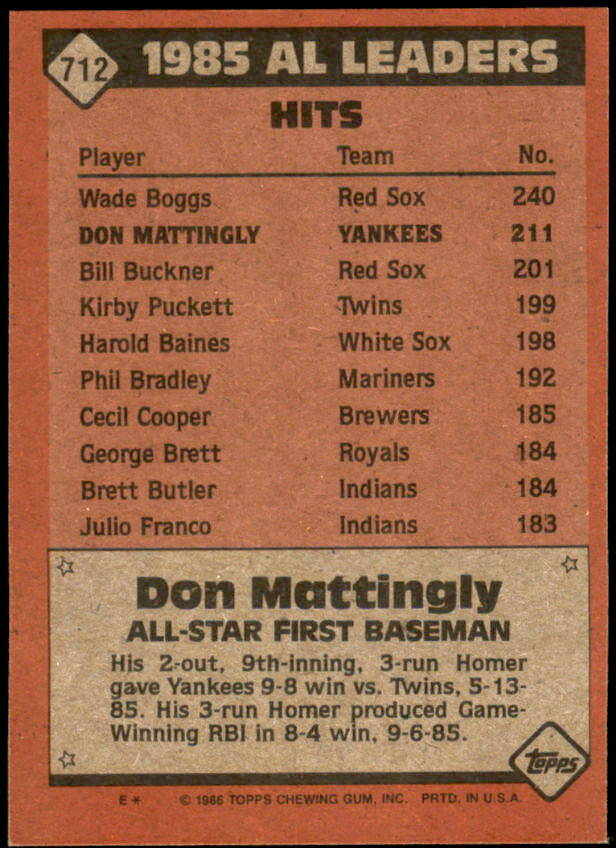 712 1985 AL LEADERS
HITS
Player Team No.
Wade Boggs Red Sox 240
DON MATTINGLY YANKEES 211
Bill Buckner Red Sox 201
Kirby Puckett Twins 199
Harold Baines White Sox 198
Phil Bradley Mariners 192
Cecil Cooper Brewers 185
George Brett Royals 184
Brett Butler Indians 184
Julio Franco Indians 183
Don Mattingly
ALL-STAR FIRST BASEMAN
His 2-out, 9th-inning, 3-run Homer
gave Yankees 9-8 win vs. Twins, 5-13-
85. His 3-run Homer produced Game-
Winning RBI in 8-4 win, 9-6-85.
Topps
E* © 1986 TOPPS CHEWING GUM, INC. PRTD. IN U.S.A.